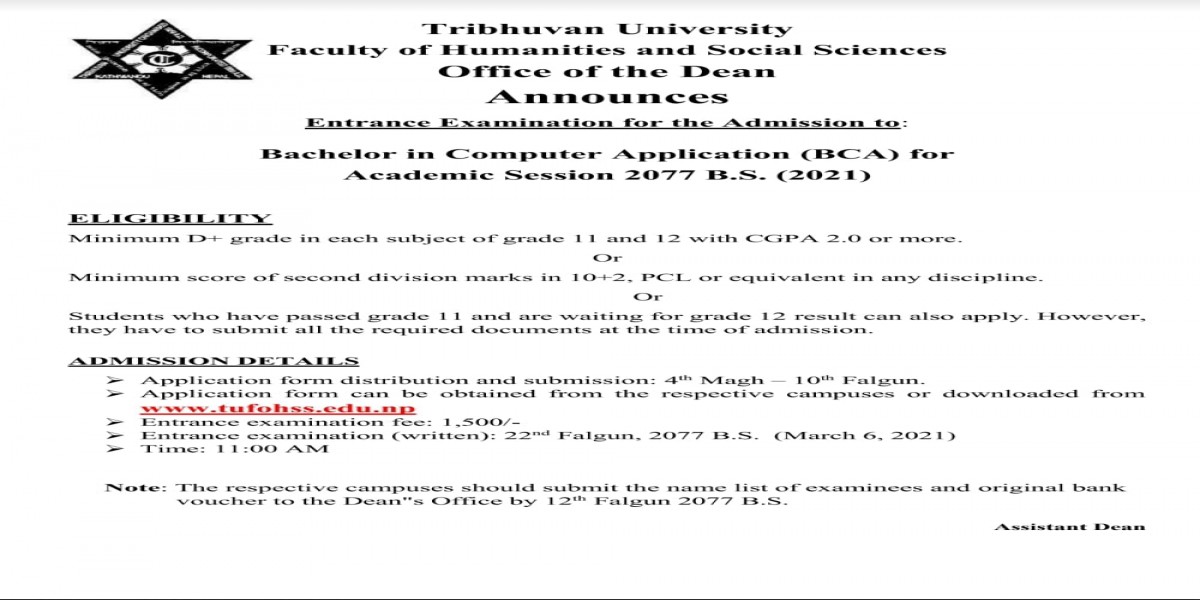 Tribhuvan University
Faculty of Humanities and Social Sciences
Office of the Dean
Announces
Entrance Examination for the Admission to:
Bachelor in Computer Application (BCA) for
Academic Session 2077 B.S. (2021)
ELIGIBILITY
Minimum D+ grade in each subject of grade 11 and 12 with CGPA 2.0 or more.
Or
Minimum score of second division marks in 10+2, PCL or equivalent in any discipline.
Or
Students who have passed grade 11 and are waiting for grade 12 result can also apply. However,
they have to submit all the required documents at the time of admission.
ADMISSION DETAILS
➢ Application form distribution and submission: 4th Magh – 10th Falgun.
➢ Application form can be obtained from the respective campuses or downloaded from
www.tufohss.edu.np
➢ Entrance examination fee: 1,500/-
➢ Entrance examination (written): 22nd Falgun, 2077 B.S. (March 6, 2021)
➢ Time: 11:00 AM
Note: The respective campuses should submit the name list of examinees and original bank
voucher to the Dean"s Office by 12th Falgun 2077 B.S.
Assistant Dean
KATHMANDU
NEPAL